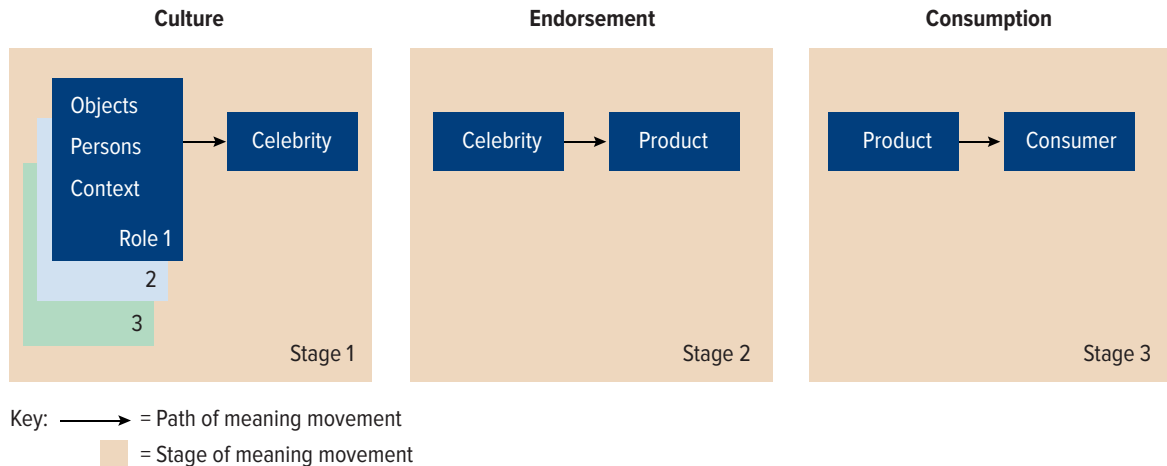 Culture
Endorsement
Consumption
Objects
Persons
Context
Role 1
2
3
Celebrity
Stage 1
Celebrity
Product
Stage 2
Product
Consumer
Stage 3
Key: = Path of meaning movement
= Stage of meaning movement